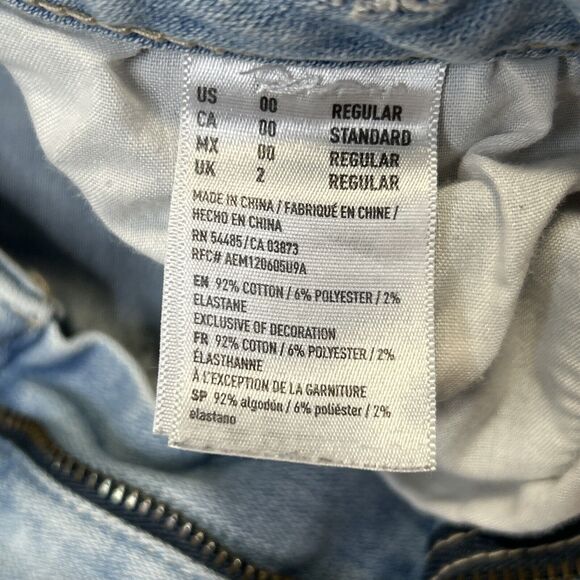 US 00 REGULAR
CA 00 STANDARD
MX 00 REGULAR
UK 2 REGULAR
MADE IN CHINA / FABRIQUÉ EN CHINE /
HECHO EN CHINA
RN 54485 / CA 03873
RFC# AEM120605U9A
EN 92% COTTON / 6% POLYESTER / 2%
ELASTANE
EXCLUSIVE OF DECORATION
FR 92% COTON / 6% POLYESTER / 2%
ÉLASTHANNE
À L'EXCEPTION DE LA GARNITURE
SP 92% algodón / 6% poliéster / 2%
elastano